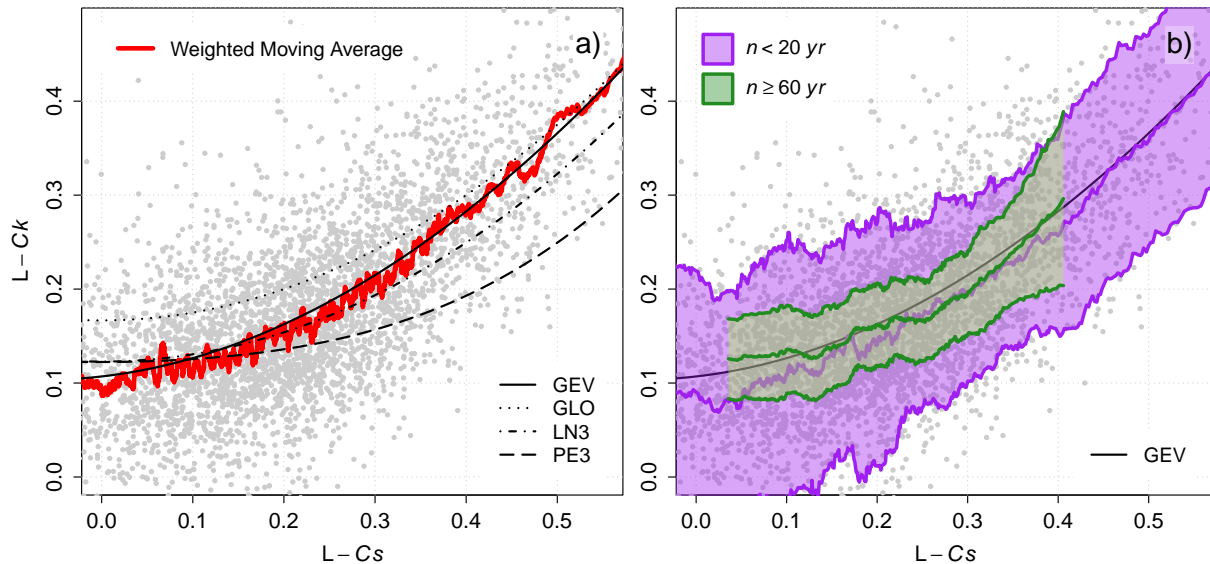 Weighted Moving Average
a)
GEV
GLO
LN3
PE3
0.0 0.1 0.2 0.3 0.4
L − Ck
0.0 0.1 0.2 0.3 0.4 0.5
L − Cs
n < 20 yr
n ≥ 60 yr
b)
GEV
0.0 0.1 0.2 0.3 0.4
0.0 0.1 0.2 0.3 0.4 0.5
L − Cs